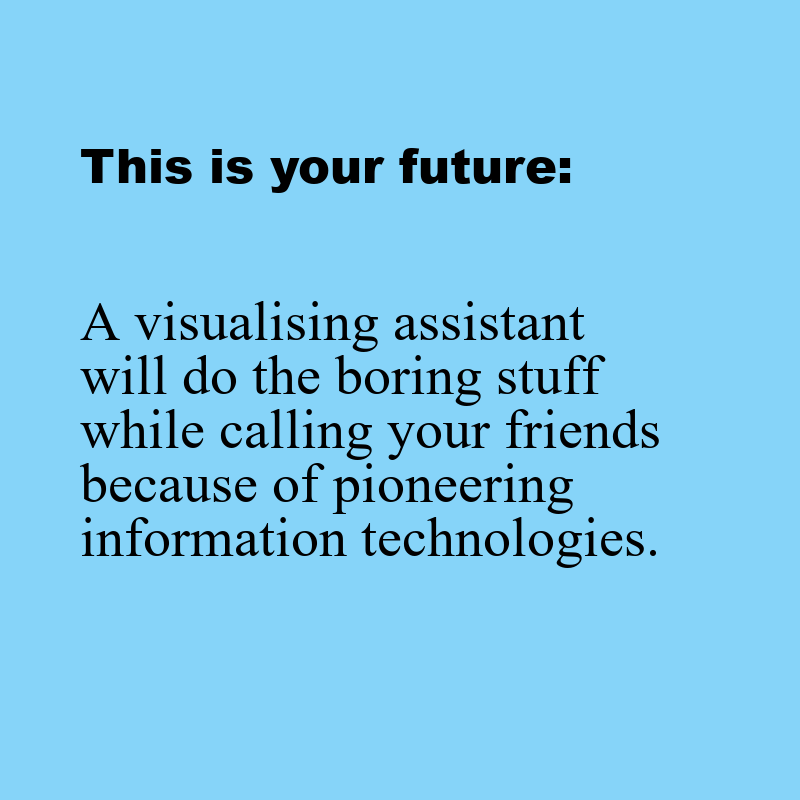 This is your future:
A visualising assistant
will do the boring stuff
while calling your friends
because of pioneering
information technologies.